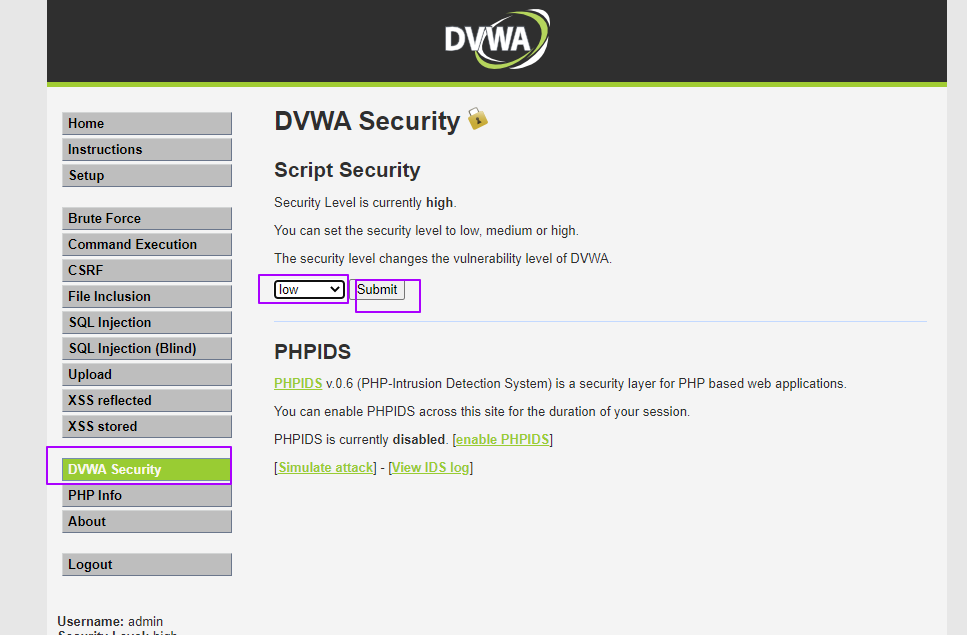 DVWA
Home
Instructions
Setup
Brute Force
Command Execution
CSRF
File Inclusion
SQL Injection
SQL Injection (Blind)
Upload
XSS reflected
XSS stored
DVWA Security
PHP Info
About
Logout
Username: admin
Security Level: high
DVWA Security
Script Security
Security Level is currently high.
You can set the security level to low, medium or high.
The security level changes the vulnerability level of DVWA.
low Submit
PHPIDS
PHPIDS v.0.6 (PHP-Intrusion Detection System) is a security layer for PHP based web applications.
You can enable PHPIDS across this site for the duration of your session.
PHPIDS is currently disabled. [enable PHPIDS]
[Simulate attack] - [View IDS log]